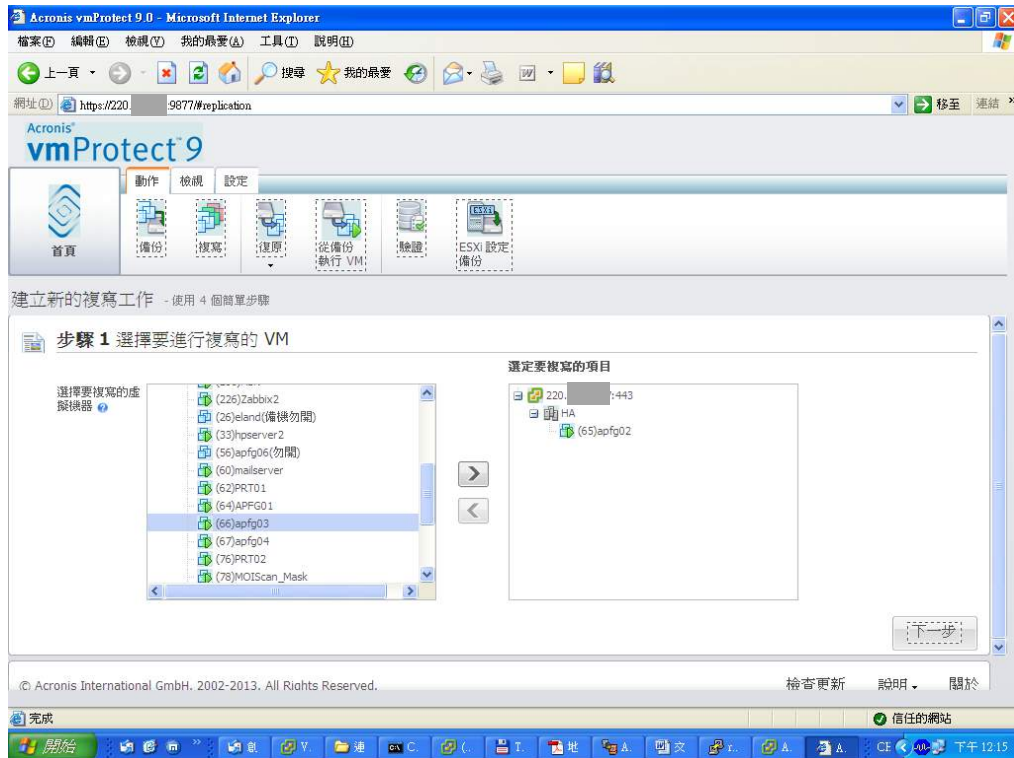 Acronis vmProtect 9.0 - Microsoft Internet Explorer
檔案(F) 編輯(E) 檢視(V) 我的最愛(A) 工具(T) 說明(H)
上一頁 搜尋 我的最愛
網址(D) https://220. :9877/#replication 移至 連結 »
Acronis®
vmProtect™9
動作 檢視 設定
首頁
備份
複寫
復原
從備份
執行 VM
驗證
ESXi 設定
備份
ESXi
建立新的複寫工作 - 使用 4 個簡單步驟
步驟 1 選擇要進行複寫的 VM
選定要複寫的項目
選擇要複寫的虛
擬機器
(226)Zabbix2
(26)eland(備機勿開)
(33)hpserver2
(56)apfg06(勿開)
(60)mailserver
(62)PRT01
(64)APFG01
(66)apfg03
(67)apfg04
(76)PRT02
(78)MOIScan_Mask
220. :443
HA
(65)apfg02
下一步
© Acronis International GmbH. 2002-2013. All Rights Reserved.
檢查更新 說明 關於
完成 信任的網站
開始 » 創 V. 連 C. (. T. 地 A. 交 r.. A. A. CE 下午 12:15